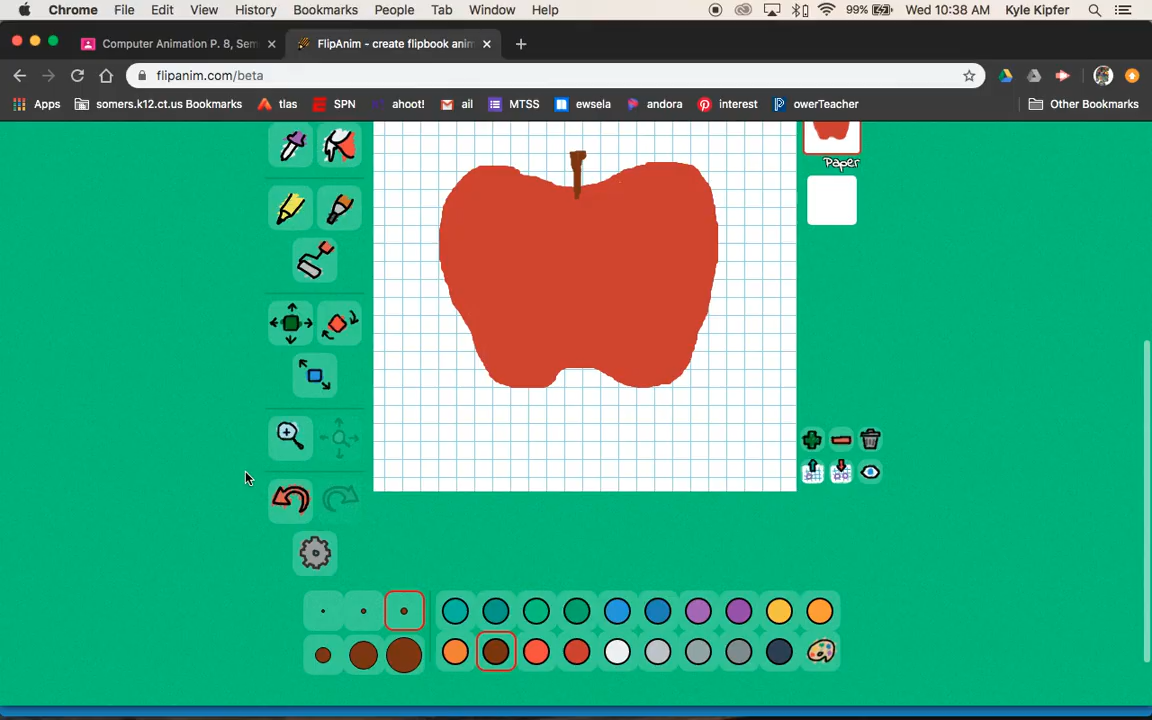 Chrome File Edit View History Bookmarks People Tab Window Help 99% Wed 10:38 AM Kyle Kipfer
Computer Animation P. 8, Sem FlipAnim - create flipbook anim
flipanim.com/beta
Apps somers.k12.ct.us Bookmarks tlas SPN ahoot! ail MTSS ewsela andora interest owerTeacher Other Bookmarks
Paper